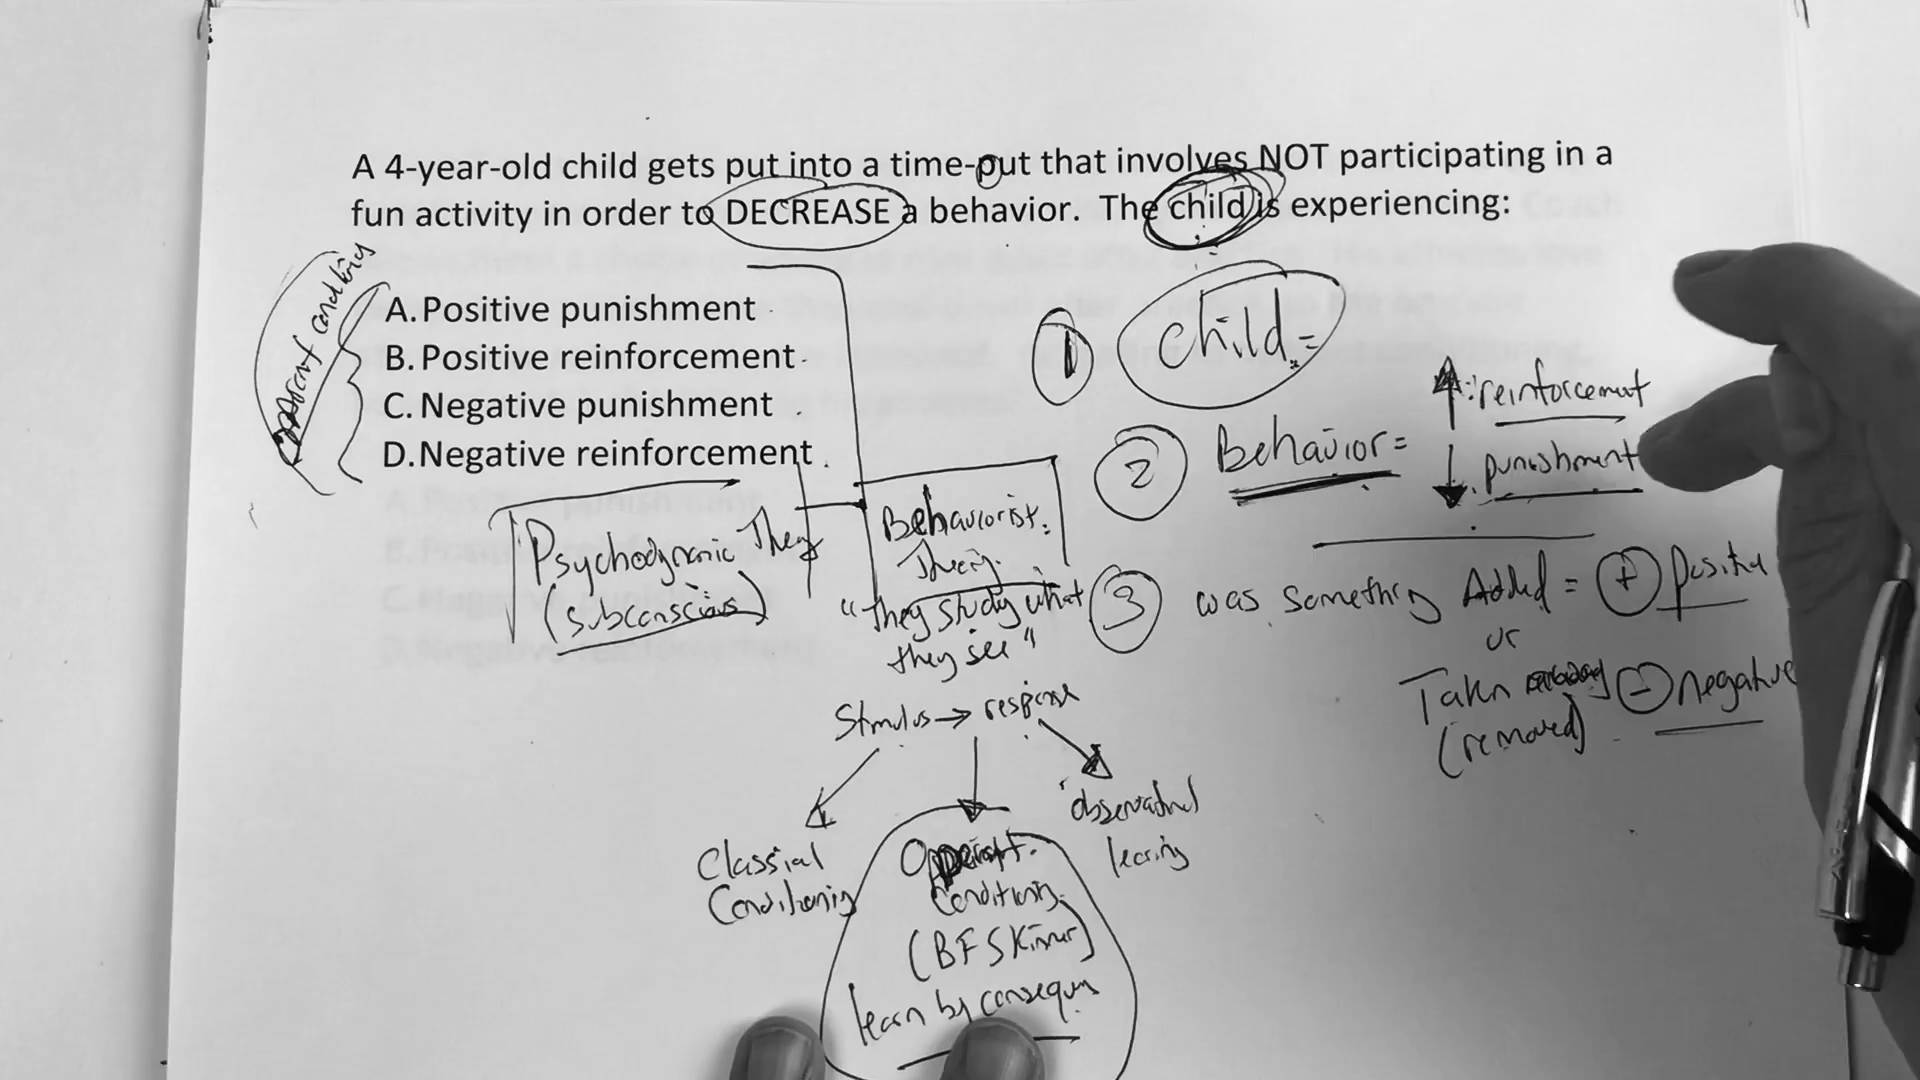 A 4-year-old child gets put into a time-out that involves NOT participating in a
fun activity in order to DECREASE a behavior. The child is experiencing:
A. Positive punishment
B. Positive reinforcement
C. Negative punishment
D. Negative reinforcement
① child =
② Behavior =
↑ : reinforcement
↓ : punishment
③ was something Added = + positive
or
Taken away - negative
(removed)
Psychodynamic Theory
(subconscious)
Behaviorist
Theory
"they study what
they see"
Stimulus → response
Classical
Conditioning
Operant
Conditioning
(BF Skinner)
learn by
observational
learning